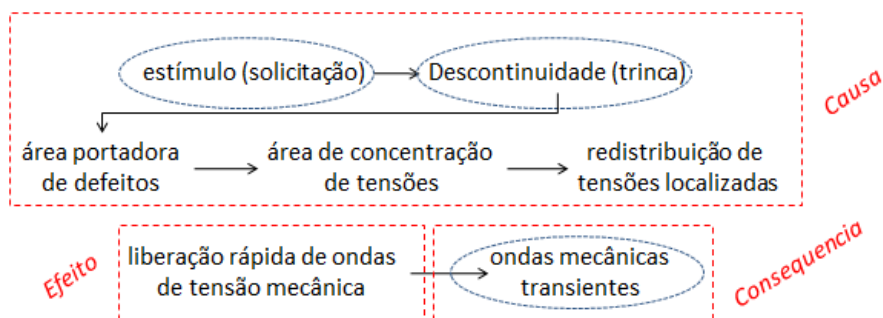 estímulo (solicitação)
Descontinuidade (trinca)
Causa
área portadora
de defeitos
área de concentração
de tensões
redistribuição de
tensões localizadas
Efeito
liberação rápida de ondas
de tensão mecânica
ondas mecânicas
transientes
Consequencia